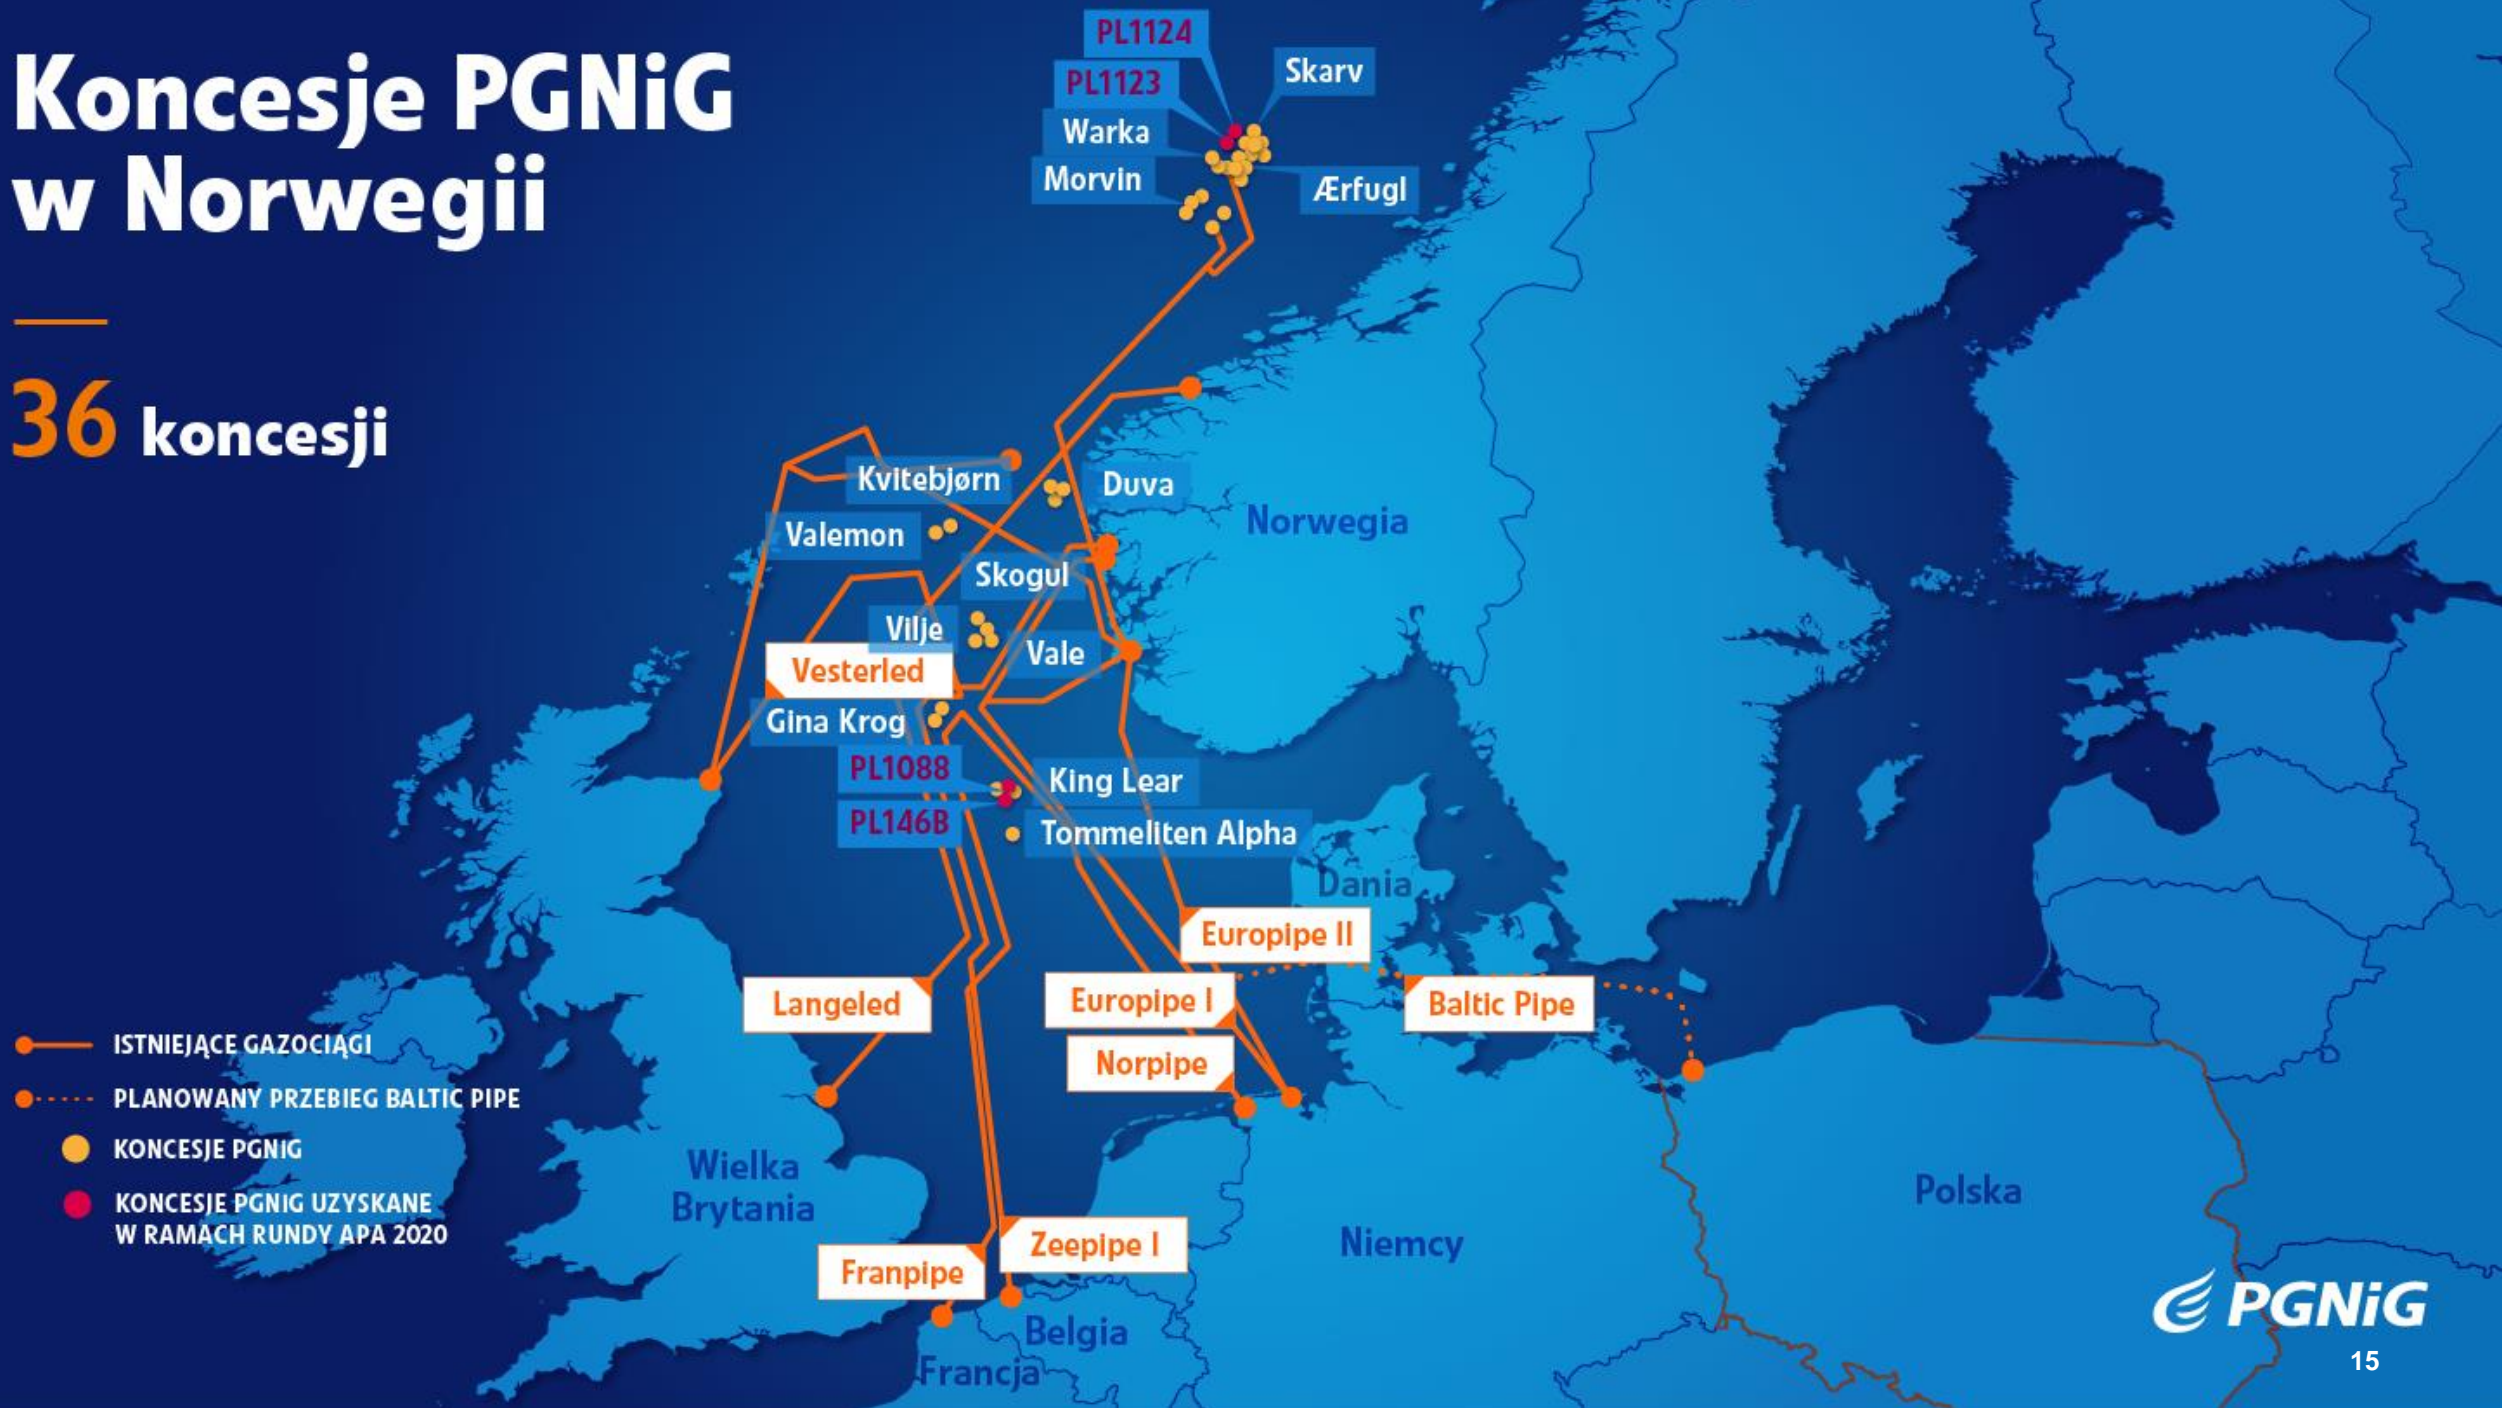 Koncesje PGNiG
w Norwegii
36 koncesji
PL1124
PL1123
Skarv
Warka
Morvin
Ærfugl
Kvitebjørn
Duva
Valemon
Norwegia
Skogul
Vilje
Vale
Vesterled
Gina Krog
PL1088
King Lear
PL146B
Tommeliten Alpha
Dania
Europipe II
Langeled
Europipe I
Baltic Pipe
Norpipe
ISTNIEJĄCE GAZOCIĄGI
PLANOWANY PRZEBIEG BALTIC PIPE
KONCESJE PGNIG
KONCESJE PGNIG UZYSKANE
W RAMACH RUNDY APA 2020
Wielka
Brytania
Polska
Niemcy
Zeepipe I
Franpipe
Belgia
Francja
PGNiG
15